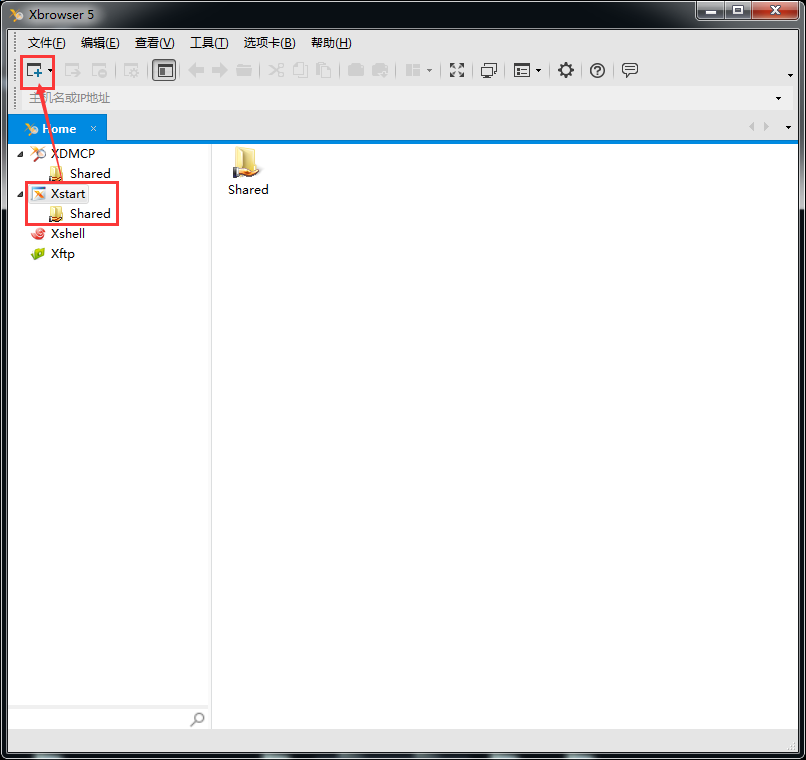 Xbrowser 5
文件(F) 编辑(E) 查看(V) 工具(T) 选项卡(B) 帮助(H)
主机名或IP地址
Home
XDMCP
Shared
Xstart
Shared
Xshell
Xftp
Shared